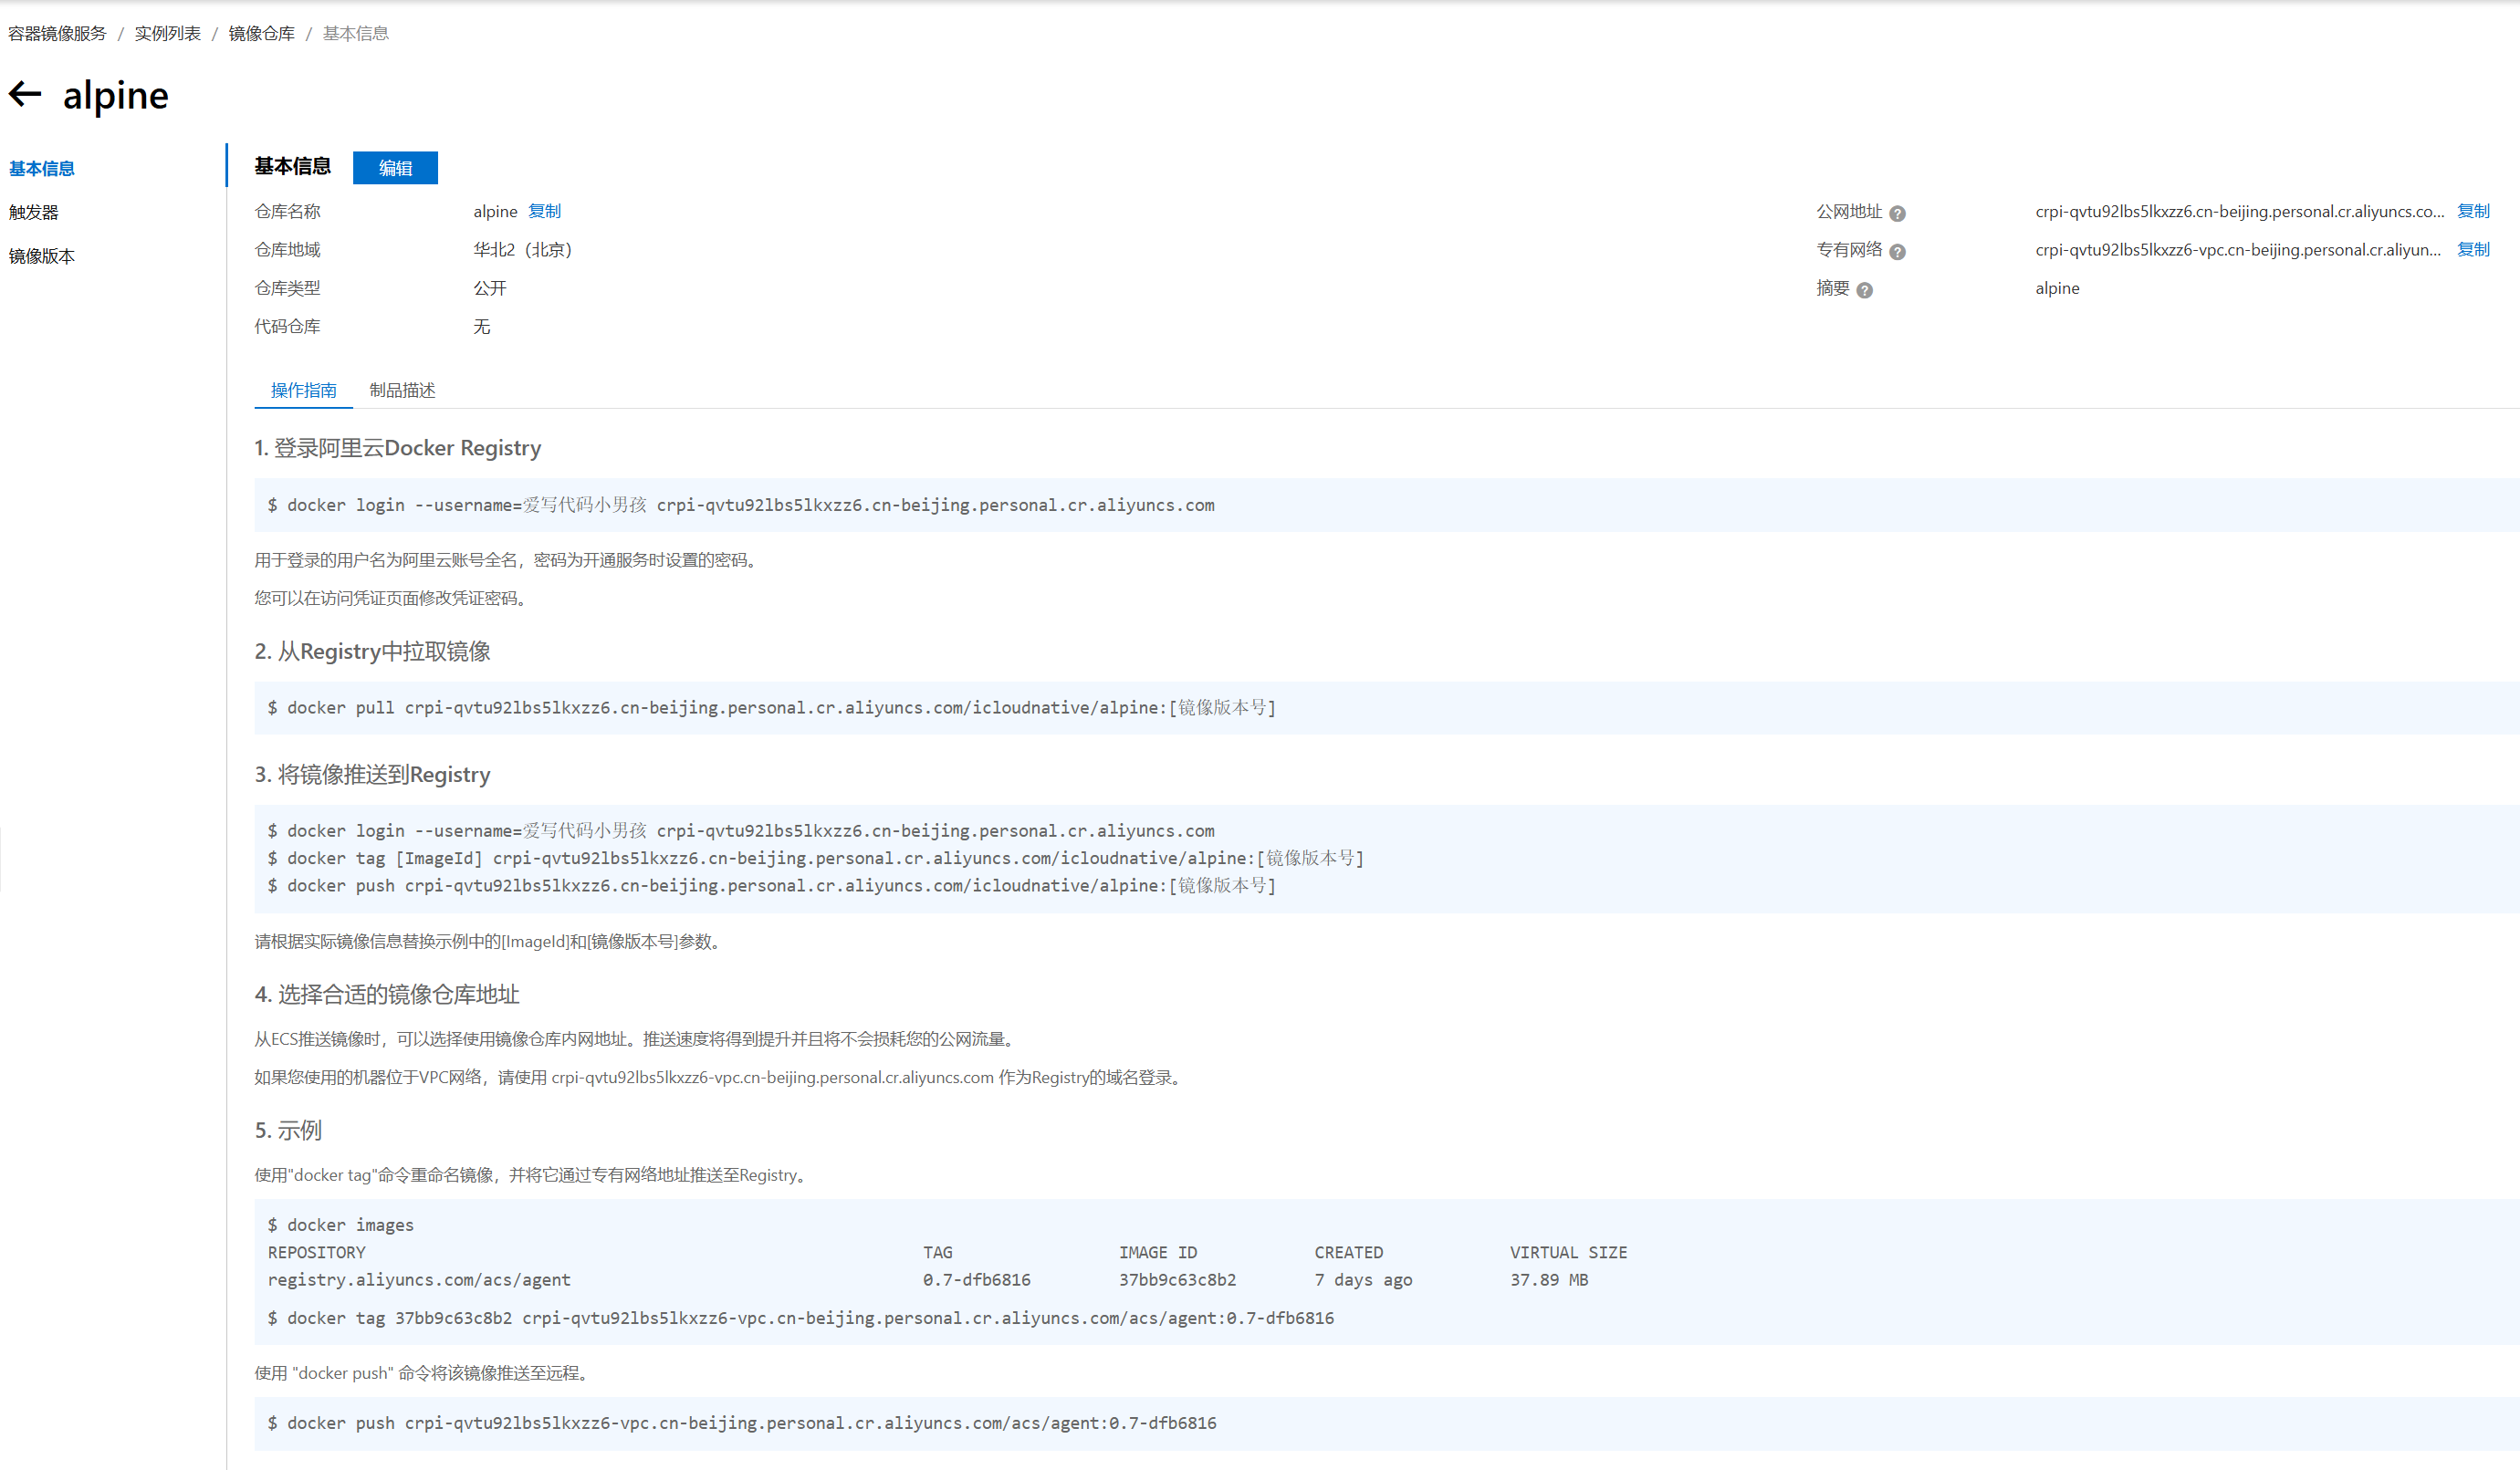 容器镜像服务 / 实例列表 / 镜像仓库 / 基本信息
alpine
基本信息
触发器
镜像版本
基本信息 编辑
仓库名称 alpine 复制
仓库地域 华北2（北京）
仓库类型 公开
代码仓库 无
公网地址 crpi-qvtu92lbs5lkxzz6.cn-beijing.personal.cr.aliyuncs.co... 复制
专有网络 crpi-qvtu92lbs5lkxzz6-vpc.cn-beijing.personal.cr.aliyun... 复制
摘要 alpine
操作指南 制品描述
1. 登录阿里云Docker Registry
$ docker login --username=爱写代码小男孩 crpi-qvtu92lbs5lkxzz6.cn-beijing.personal.cr.aliyuncs.com
用于登录的用户名为阿里云账号全名，密码为开通服务时设置的密码。
您可以在访问凭证页面修改凭证密码。
2. 从Registry中拉取镜像
$ docker pull crpi-qvtu92lbs5lkxzz6.cn-beijing.personal.cr.aliyuncs.com/icloudnative/alpine:[镜像版本号]
3. 将镜像推送到Registry
$ docker login --username=爱写代码小男孩 crpi-qvtu92lbs5lkxzz6.cn-beijing.personal.cr.aliyuncs.com
$ docker tag [ImageId] crpi-qvtu92lbs5lkxzz6.cn-beijing.personal.cr.aliyuncs.com/icloudnative/alpine:[镜像版本号]
$ docker push crpi-qvtu92lbs5lkxzz6.cn-beijing.personal.cr.aliyuncs.com/icloudnative/alpine:[镜像版本号]
请根据实际镜像信息替换示例中的[ImageId]和[镜像版本号]参数。
4. 选择合适的镜像仓库地址
从ECS推送镜像时，可以选择使用镜像仓库内网地址。推送速度将得到提升并且将不会损耗您的公网流量。
如果您使用的机器位于VPC网络，请使用 crpi-qvtu92lbs5lkxzz6-vpc.cn-beijing.personal.cr.aliyuncs.com 作为Registry的域名登录。
5. 示例
使用"docker tag"命令重命名镜像，并将它通过专有网络地址推送至Registry。
$ docker images
REPOSITORY TAG IMAGE ID CREATED VIRTUAL SIZE
registry.aliyuncs.com/acs/agent 0.7-dfb6816 37bb9c63c8b2 7 days ago 37.89 MB
$ docker tag 37bb9c63c8b2 crpi-qvtu92lbs5lkxzz6-vpc.cn-beijing.personal.cr.aliyuncs.com/acs/agent:0.7-dfb6816
使用 "docker push" 命令将该镜像推送至远程。
$ docker push crpi-qvtu92lbs5lkxzz6-vpc.cn-beijing.personal.cr.aliyuncs.com/acs/agent:0.7-dfb6816